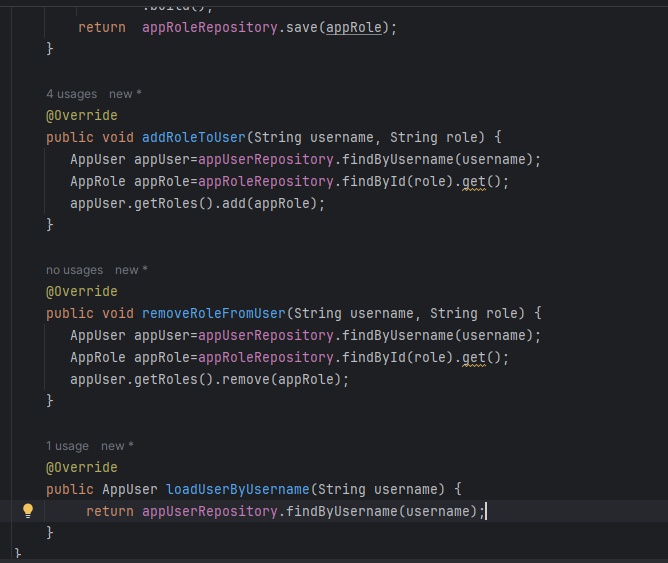 .build();
return  appRoleRepository.save(appRole);
}
4 usages   new *
@Override
public void addRoleToUser(String username, String role) {
AppUser appUser=appUserRepository.findByUsername(username);
AppRole appRole=appRoleRepository.findById(role).get();
appUser.getRoles().add(appRole);
}
no usages   new *
@Override
public void removeRoleFromUser(String username, String role) {
AppUser appUser=appUserRepository.findByUsername(username);
AppRole appRole=appRoleRepository.findById(role).get();
appUser.getRoles().remove(appRole);
}
1 usage   new *
@Override
public AppUser loadUserByUsername(String username) {
return appUserRepository.findByUsername(username);
}
}